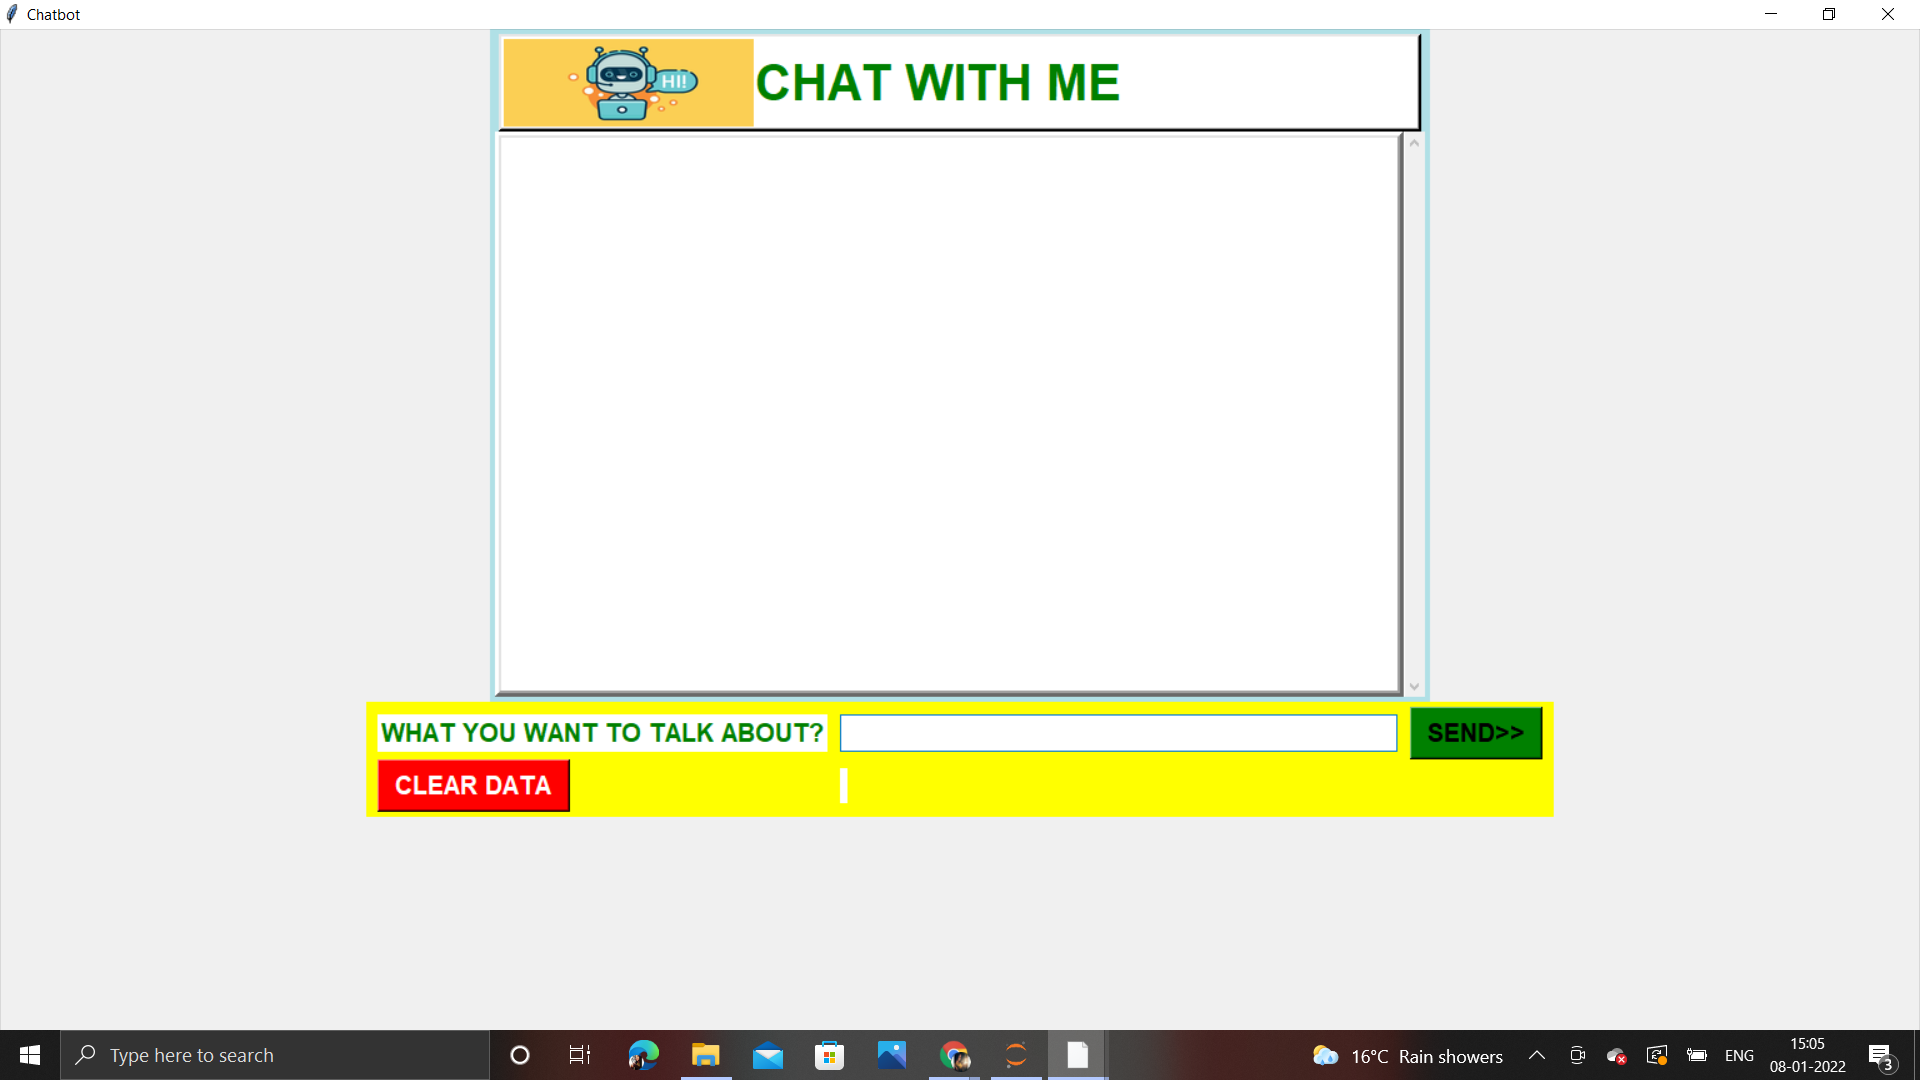 Chatbot
HI!
CHAT WITH ME
WHAT YOU WANT TO TALK ABOUT?
SEND>>
CLEAR DATA
Type here to search
16°C Rain showers
ENG
15:05
08-01-2022
3